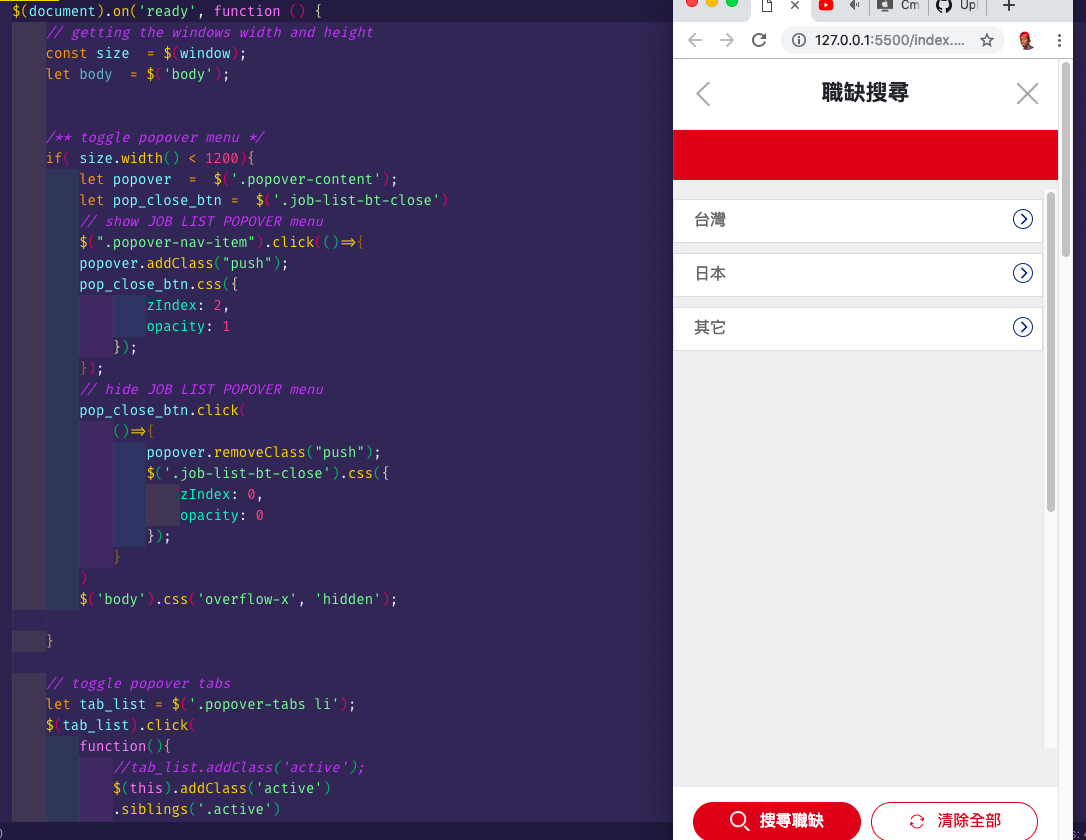 $(document).on('ready', function () {
// getting the windows width and height
const size  = $(window);
let body  = $('body');
/** toggle popover menu */
if( size.width() < 1200){
let popover  =  $('.popover-content');
let pop_close_btn =  $('.job-list-bt-close')
// show JOB LIST POPOVER menu
$(".popover-nav-item").click(()=>{
popover.addClass("push");
pop_close_btn.css({
zIndex: 2,
opacity: 1
});
});
// hide JOB LIST POPOVER menu
pop_close_btn.click(
()=>{
popover.removeClass("push");
$('.job-list-bt-close').css({
zIndex: 0,
opacity: 0
});
}
)
$('body').css('overflow-x', 'hidden');
}
// toggle popover tabs
let tab_list = $('.popover-tabs li');
$(tab_list).click(
function(){
//tab_list.addClass('active');
$(this).addClass('active')
.siblings('.active')
Cm
Upl
127.0.0.1:5500/index....
職缺搜尋
台灣
日本
其它
搜尋職缺
清除全部